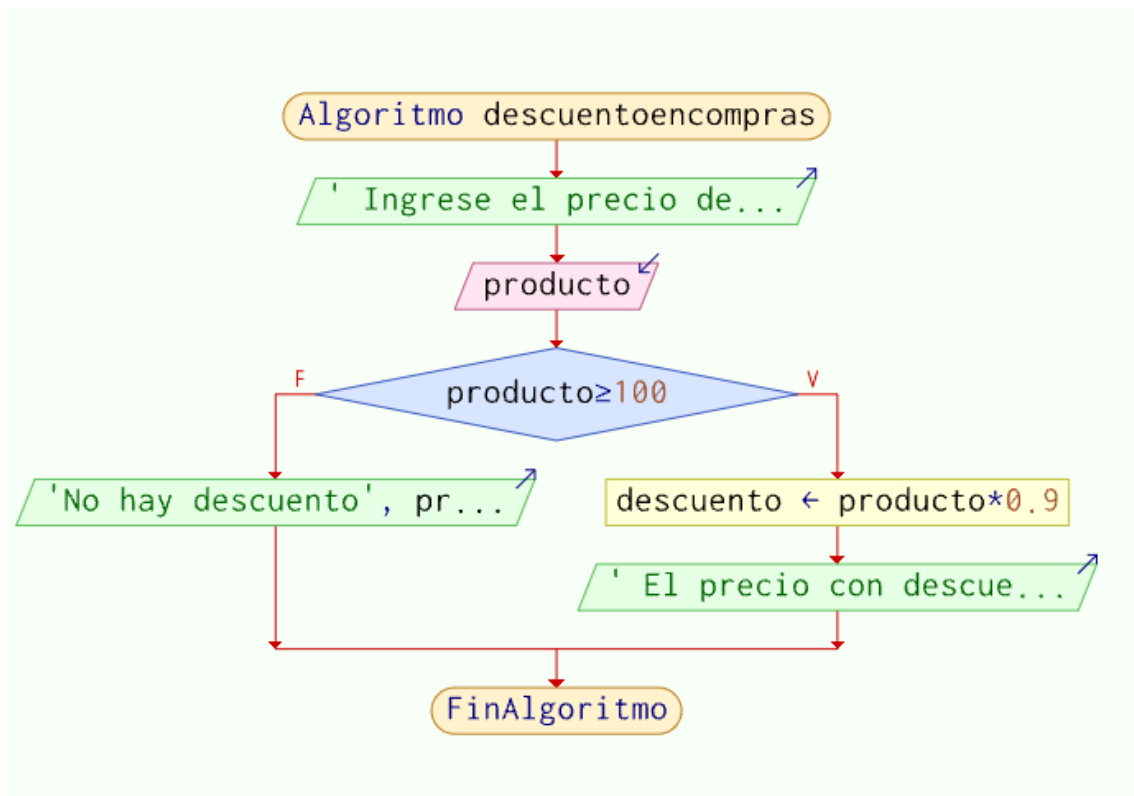 Algoritmo descuentoencompras
' Ingrese el precio de...
producto
producto≥100
F
V
'No hay descuento', pr...
descuento ← producto*0.9
' El precio con descue...
FinAlgoritmo